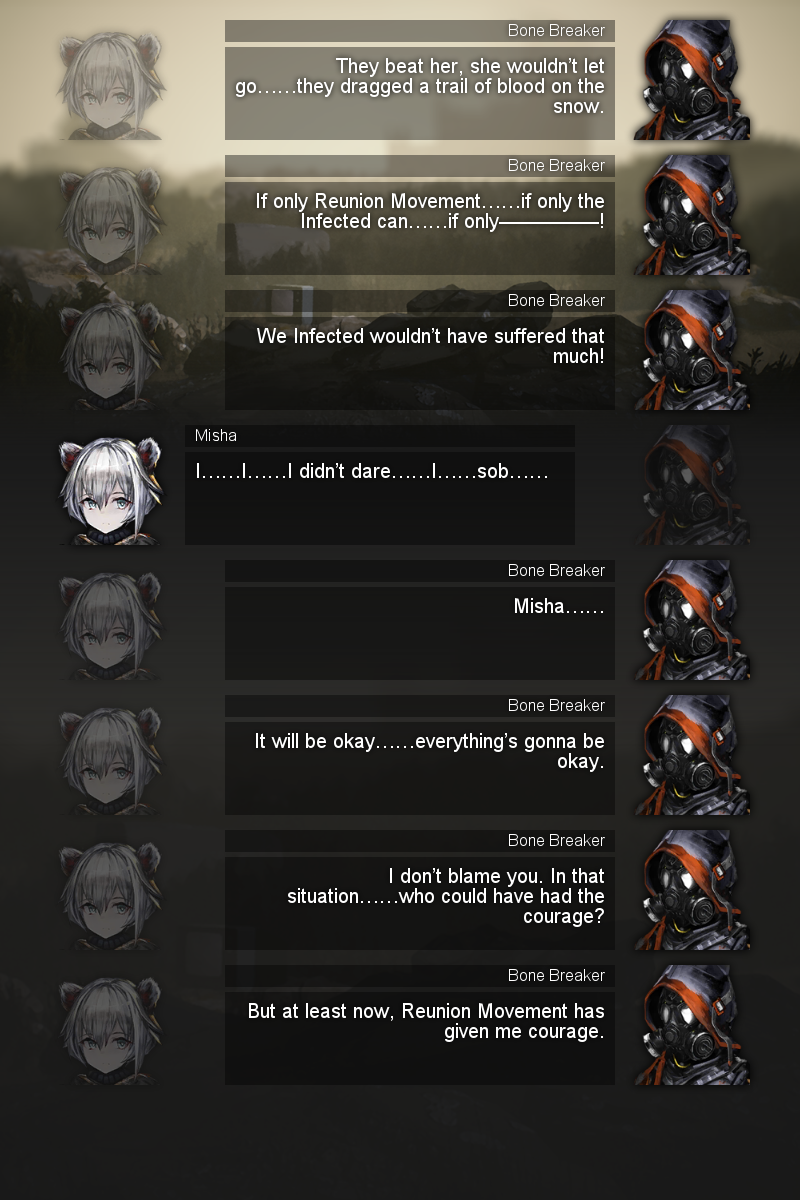 Bone Breaker
They beat her, she wouldn't let
go……they dragged a trail of blood on the
snow.
Bone Breaker
If only Reunion Movement……if only the
Infected can……if only—————!
Bone Breaker
We Infected wouldn't have suffered that
much!
Misha
I……I……I didn't dare……I……sob……
Bone Breaker
Misha……
Bone Breaker
It will be okay……everything's gonna be
okay.
Bone Breaker
I don't blame you. In that
situation……who could have had the
courage?
Bone Breaker
But at least now, Reunion Movement has
given me courage.